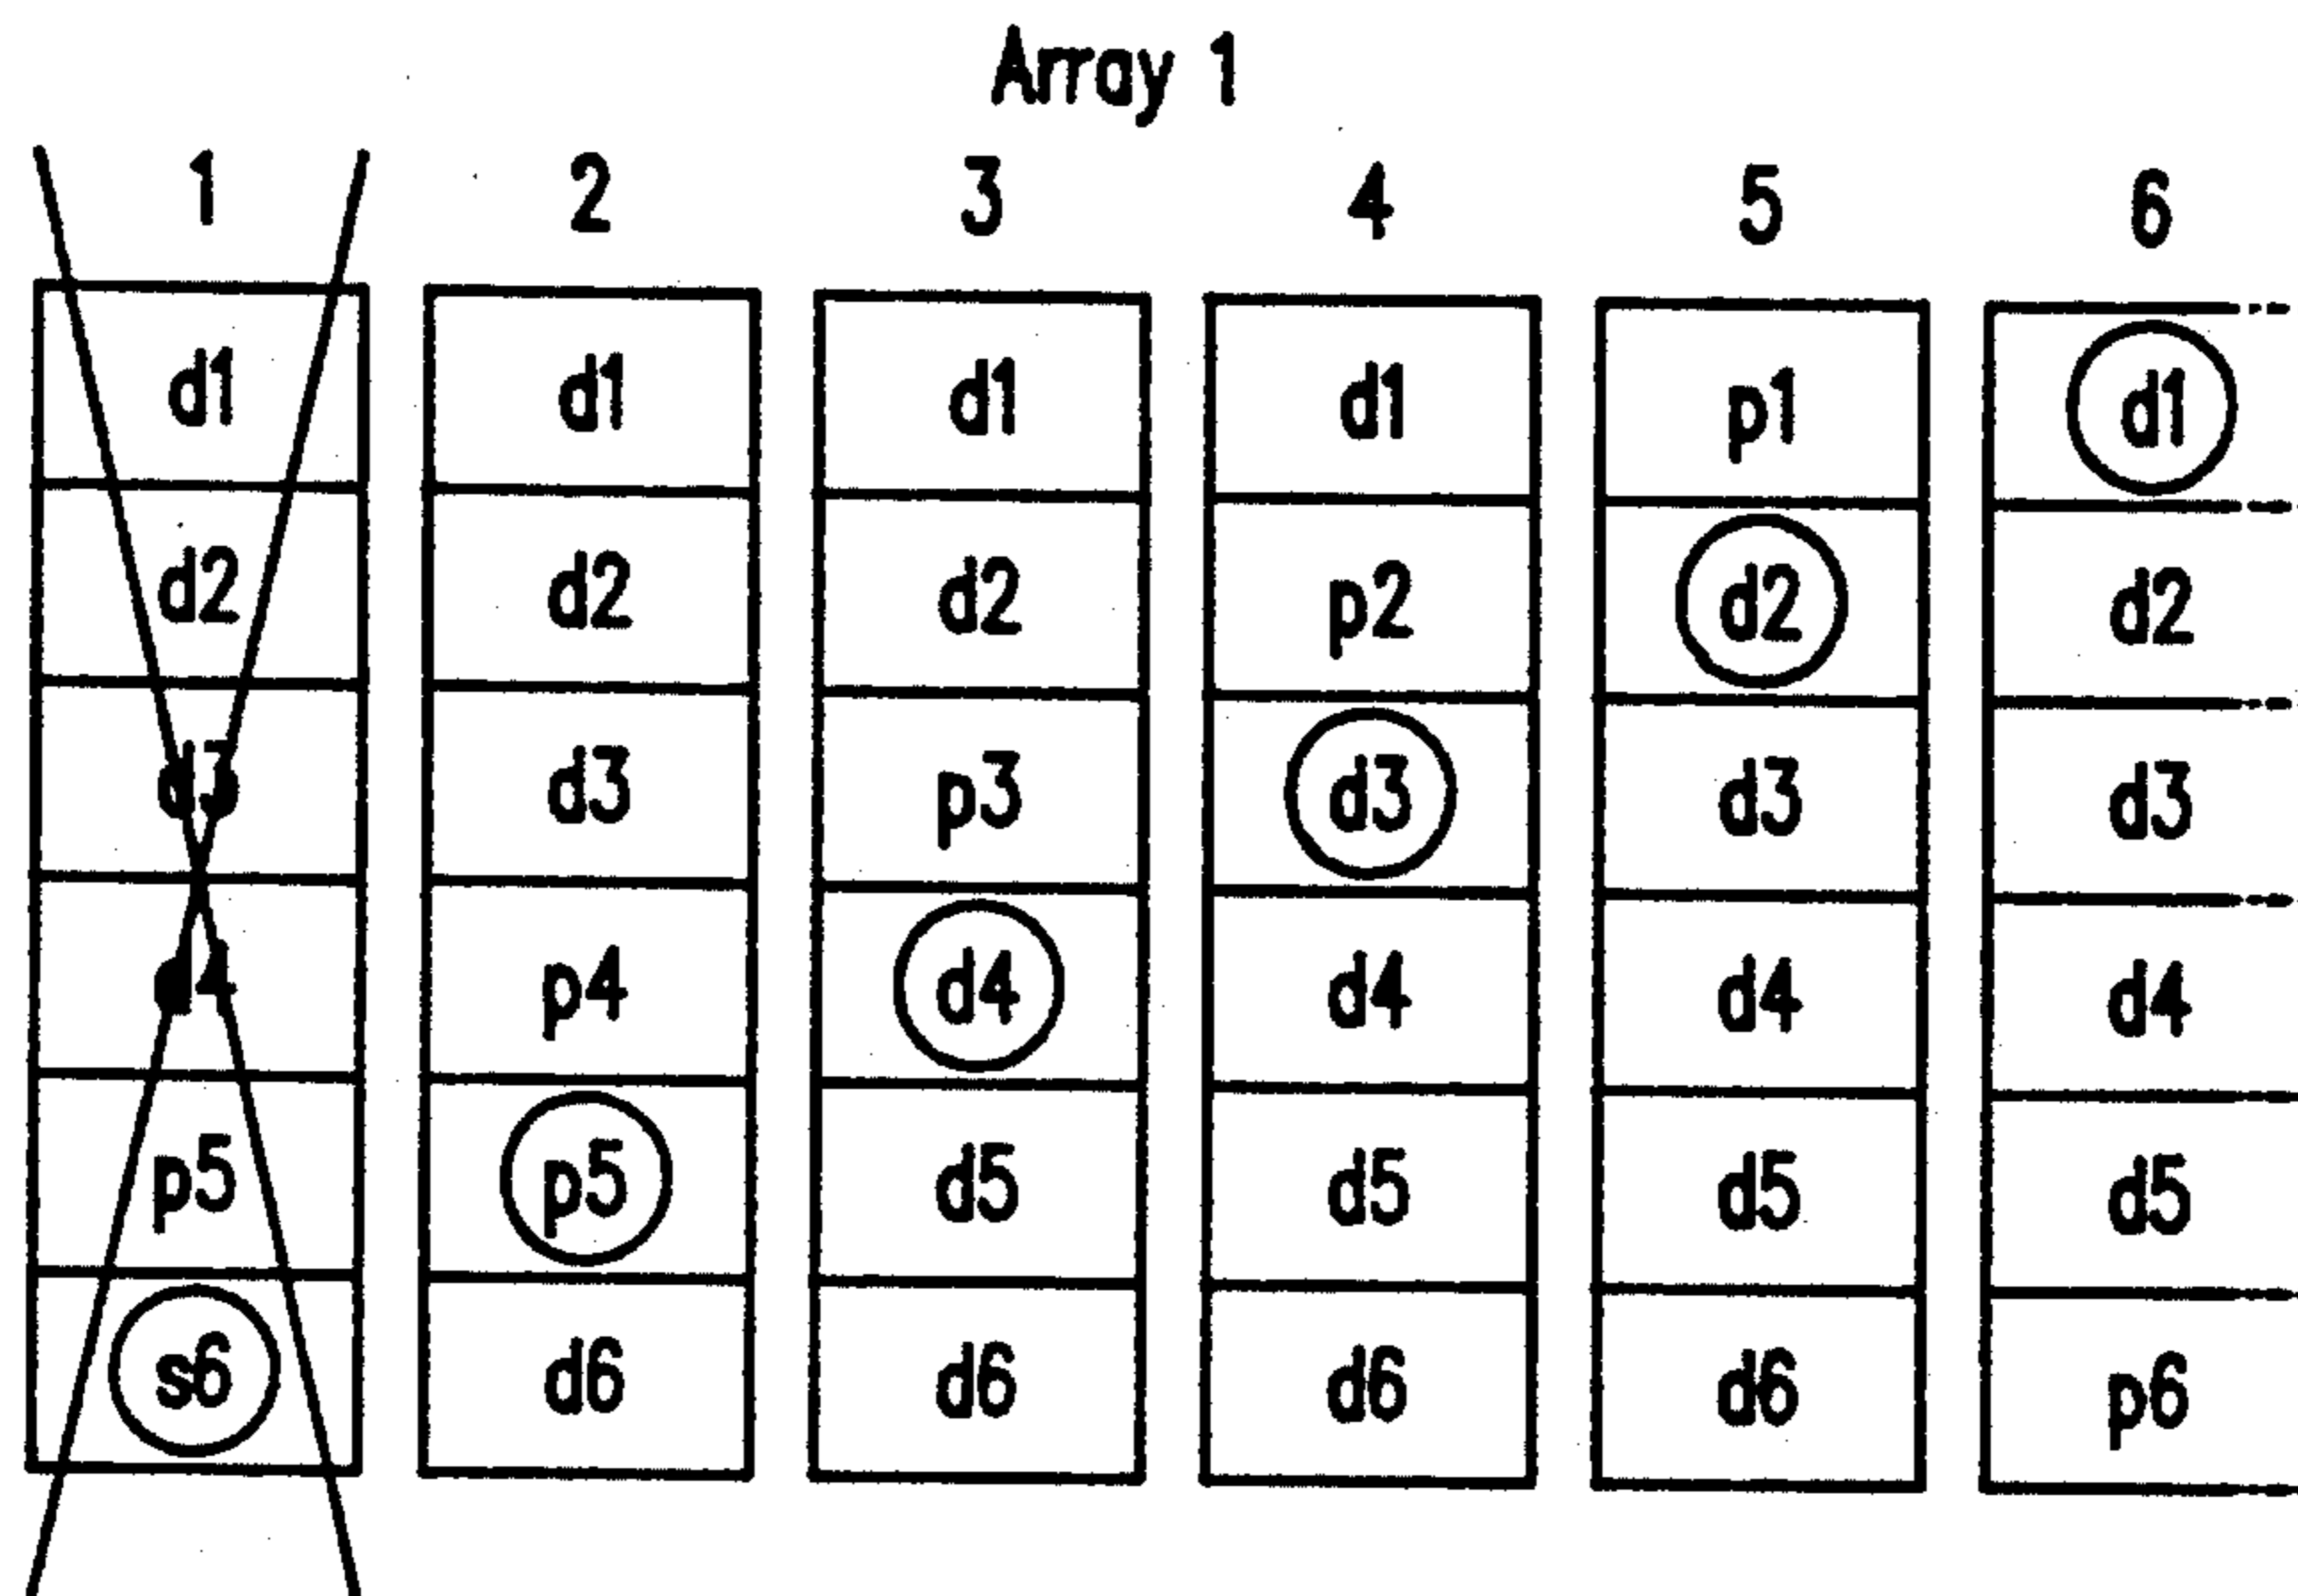 Array 1
1 2 3 4 5 6
d1 d1 d1 d1 p1 d1
d2 d2 d2 p2 d2 d2
d3 d3 p3 d3 d3 d3
d4 p4 d4 d4 d4 d4
p5 p5 d5 d5 d5 d5
s6 d6 d6 d6 d6 p6